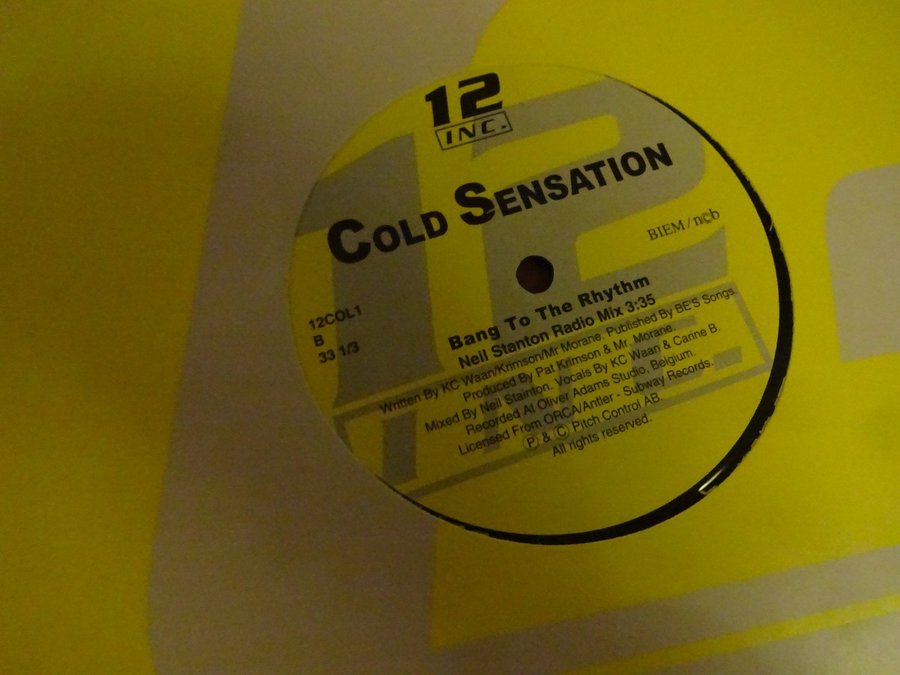 12
INC.
COLD SENSATION
BIEM / n©b
12COL1
B
33 1/3
Bang To The Rhythm
Neil Stanton Radio Mix 3:35
Written By KC Waan/Krimson/Mr Morane. Published By BE'S Songs.
Produced By Pat Krimson & Mr. Morane.
Mixed By Neil Stainton. Vocals By KC Waan & Carine B.
Recorded At Oliver Adams Studio, Belgium.
Licensed From ORCA/Antler - Subway Records.
Ⓟ & Ⓒ Pitch Control AB.
All rights reserved.